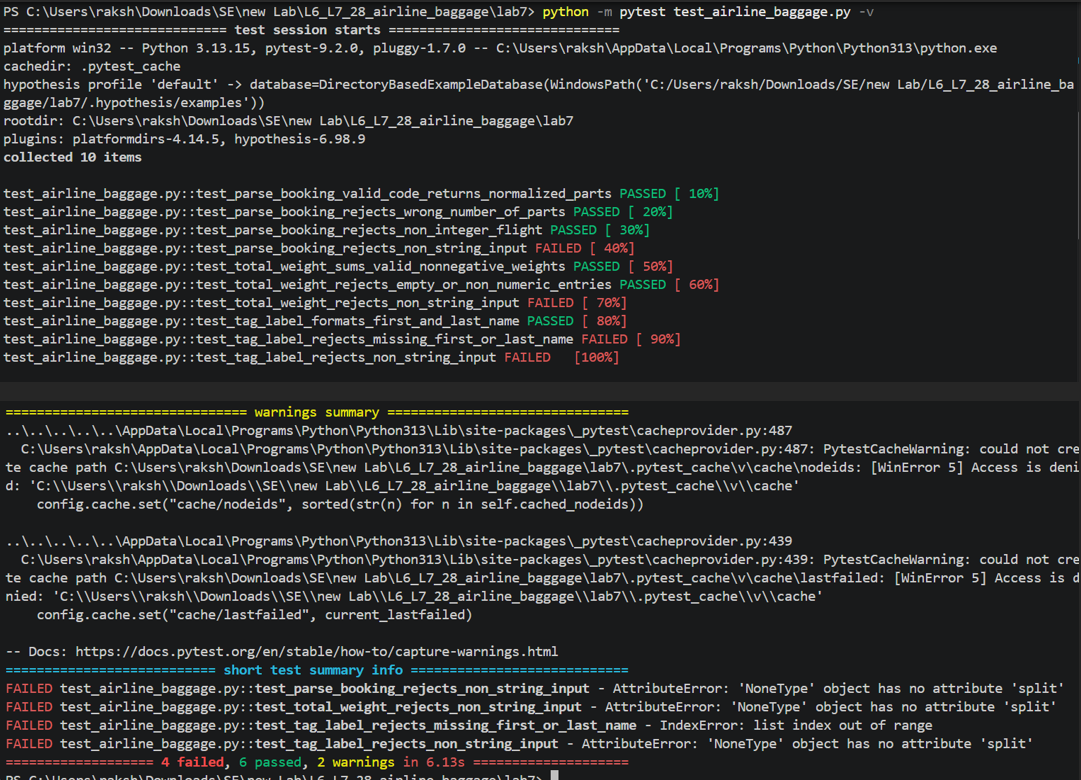 PS C:\Users\raksh\Downloads\SE\new Lab\L6_L7_28_airline_baggage\lab7> python -m pytest test_airline_baggage.py -v
============================= test session starts ==============================
platform win32 -- Python 3.13.15, pytest-9.2.0, pluggy-1.7.0 -- C:\Users\raksh\AppData\Local\Programs\Python\Python313\python.exe
cachedir: .pytest_cache
hypothesis profile 'default' -> database=DirectoryBasedExampleDatabase(WindowsPath('C:/Users/raksh/Downloads/SE/new Lab/L6_L7_28_airline_ba
ggage/lab7/.hypothesis/examples'))
rootdir: C:\Users\raksh\Downloads\SE\new Lab\L6_L7_28_airline_baggage\lab7
plugins: platformdirs-4.14.5, hypothesis-6.98.9
collected 10 items

test_airline_baggage.py::test_parse_booking_valid_code_returns_normalized_parts PASSED [ 10%]
test_airline_baggage.py::test_parse_booking_rejects_wrong_number_of_parts PASSED [ 20%]
test_airline_baggage.py::test_parse_booking_rejects_non_integer_flight PASSED [ 30%]
test_airline_baggage.py::test_parse_booking_rejects_non_string_input FAILED [ 40%]
test_airline_baggage.py::test_total_weight_sums_valid_nonnegative_weights PASSED [ 50%]
test_airline_baggage.py::test_total_weight_rejects_empty_or_non_numeric_entries PASSED [ 60%]
test_airline_baggage.py::test_total_weight_rejects_non_string_input FAILED [ 70%]
test_airline_baggage.py::test_tag_label_formats_first_and_last_name PASSED [ 80%]
test_airline_baggage.py::test_tag_label_rejects_missing_first_or_last_name FAILED [ 90%]
test_airline_baggage.py::test_tag_label_rejects_non_string_input FAILED   [100%]

=============================== warnings summary ===============================
..\..\..\..\..\AppData\Local\Programs\Python\Python313\Lib\site-packages\_pytest\cacheprovider.py:487
  C:\Users\raksh\AppData\Local\Programs\Python\Python313\Lib\site-packages\_pytest\cacheprovider.py:487: PytestCacheWarning: could not crea
te cache path C:\Users\raksh\Downloads\SE\new Lab\L6_L7_28_airline_baggage\lab7\.pytest_cache\v\cache\nodeids: [WinError 5] Access is denie
d: 'C:\\Users\\raksh\\Downloads\\SE\\new Lab\\L6_L7_28_airline_baggage\\lab7\\.pytest_cache\\v\\cache'
    config.cache.set("cache/nodeids", sorted(str(n) for n in self.cached_nodeids))

..\..\..\..\..\AppData\Local\Programs\Python\Python313\Lib\site-packages\_pytest\cacheprovider.py:439
  C:\Users\raksh\AppData\Local\Programs\Python\Python313\Lib\site-packages\_pytest\cacheprovider.py:439: PytestCacheWarning: could not crea
te cache path C:\Users\raksh\Downloads\SE\new Lab\L6_L7_28_airline_baggage\lab7\.pytest_cache\v\cache\lastfailed: [WinError 5] Access is de
nied: 'C:\\Users\\raksh\\Downloads\\SE\\new Lab\\L6_L7_28_airline_baggage\\lab7\\.pytest_cache\\v\\cache'
    config.cache.set("cache/lastfailed", current_lastfailed)

-- Docs: https://docs.pytest.org/en/stable/how-to/capture-warnings.html
=========================== short test summary info ============================
FAILED test_airline_baggage.py::test_parse_booking_rejects_non_string_input - AttributeError: 'NoneType' object has no attribute 'split'
FAILED test_airline_baggage.py::test_total_weight_rejects_non_string_input - AttributeError: 'NoneType' object has no attribute 'split'
FAILED test_airline_baggage.py::test_tag_label_rejects_missing_first_or_last_name - IndexError: list index out of range
FAILED test_airline_baggage.py::test_tag_label_rejects_non_string_input - AttributeError: 'NoneType' object has no attribute 'split'
=================== 4 failed, 6 passed, 2 warnings in 6.13s ====================
PS C:\Users\raksh\Downloads\SE\new Lab\L6_L7_28_airline_baggage\lab7>